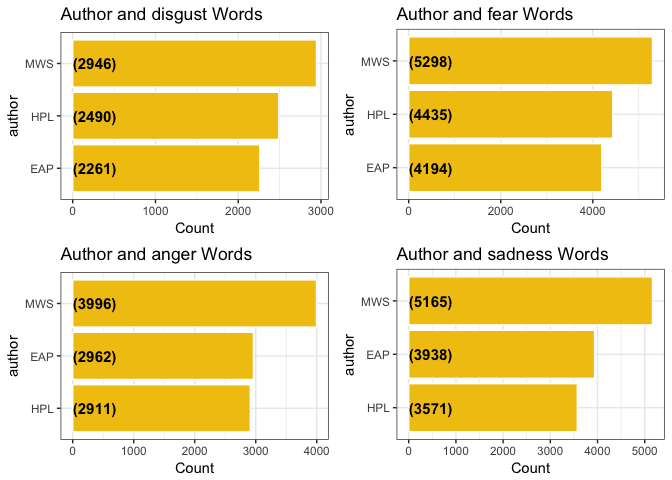 Author and disgust Words
author
MWS (2946)
HPL (2490)
EAP (2261)
0 1000 2000 3000
Count
Author and fear Words
author
MWS (5298)
HPL (4435)
EAP (4194)
0 2000 4000
Count
Author and anger Words
author
MWS (3996)
EAP (2962)
HPL (2911)
0 1000 2000 3000 4000
Count
Author and sadness Words
author
MWS (5165)
EAP (3938)
HPL (3571)
0 1000 2000 3000 4000 5000
Count